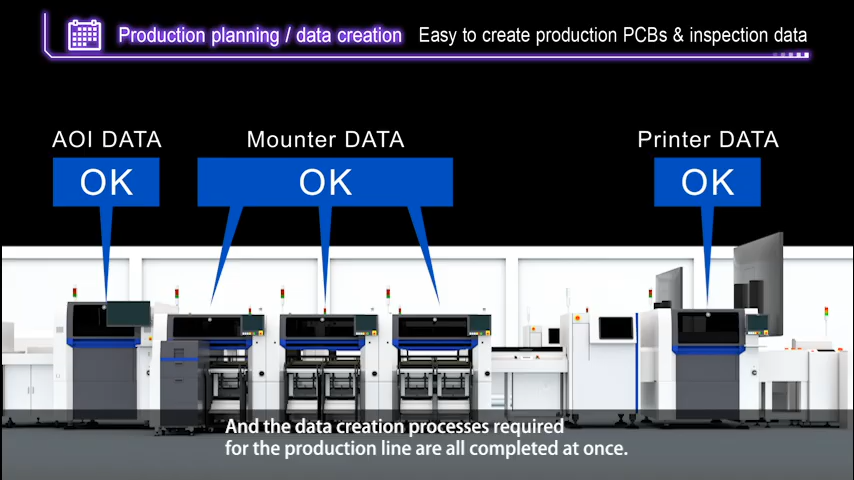 Production planning / data creation Easy to create production PCBs & inspection data
AOI DATA
Mounter DATA
Printer DATA
OK
OK
OK
And the data creation processes required
for the production line are all completed at once.